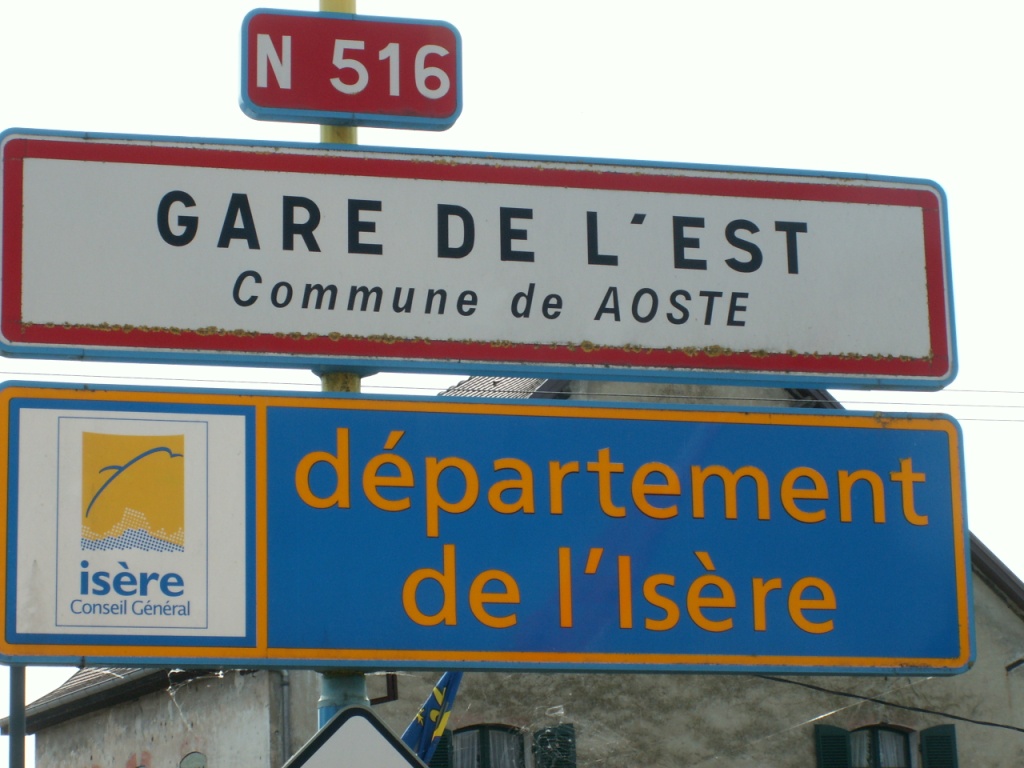 N 516
GARE DE L'EST
Commune de AOSTE
département
de l'Isère
isère
Conseil Général